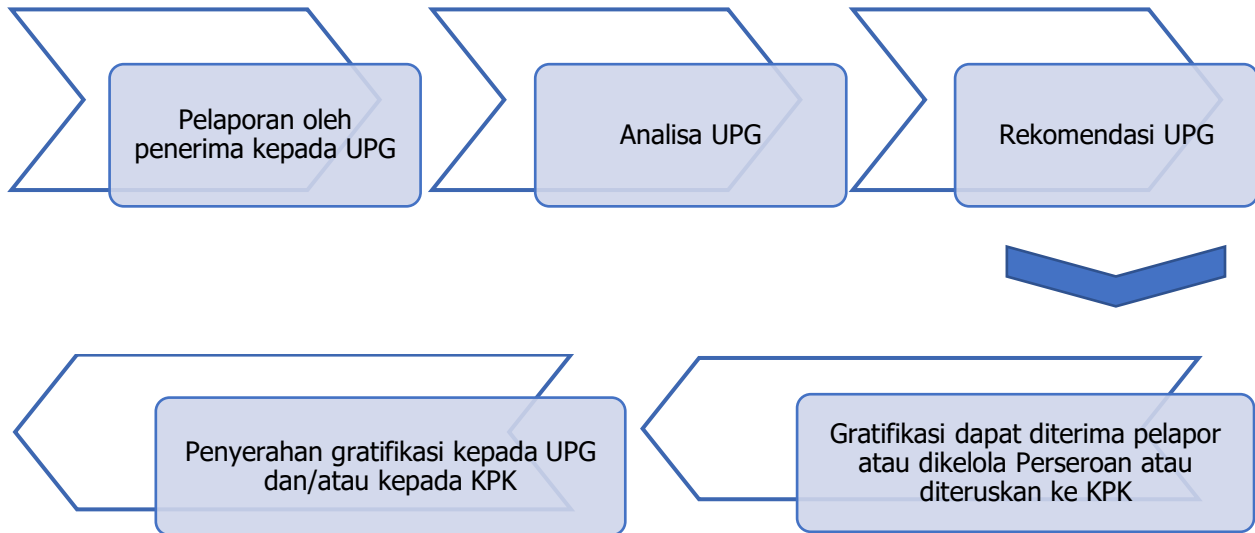 Pelaporan oleh
penerima kepada UPG
Analisa UPG
Rekomendasi UPG
Gratifikasi dapat diterima pelapor
atau dikelola Perseroan atau
diteruskan ke KPK
Penyerahan gratifikasi kepada UPG
dan/atau kepada KPK